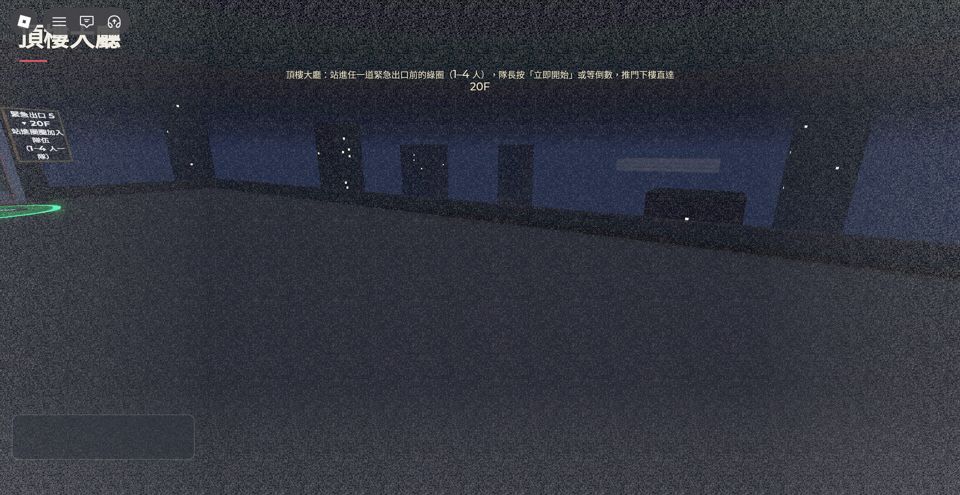 頂樓大廳
頂樓大廳：站進任一道緊急出口前的綠圈（1–4 人），隊長按「立即開始」或等倒數，推門下樓直達
20F
緊急出口 5
▼ 20F
站進圈圈加入
隊伍
（1–4 人一
隊）